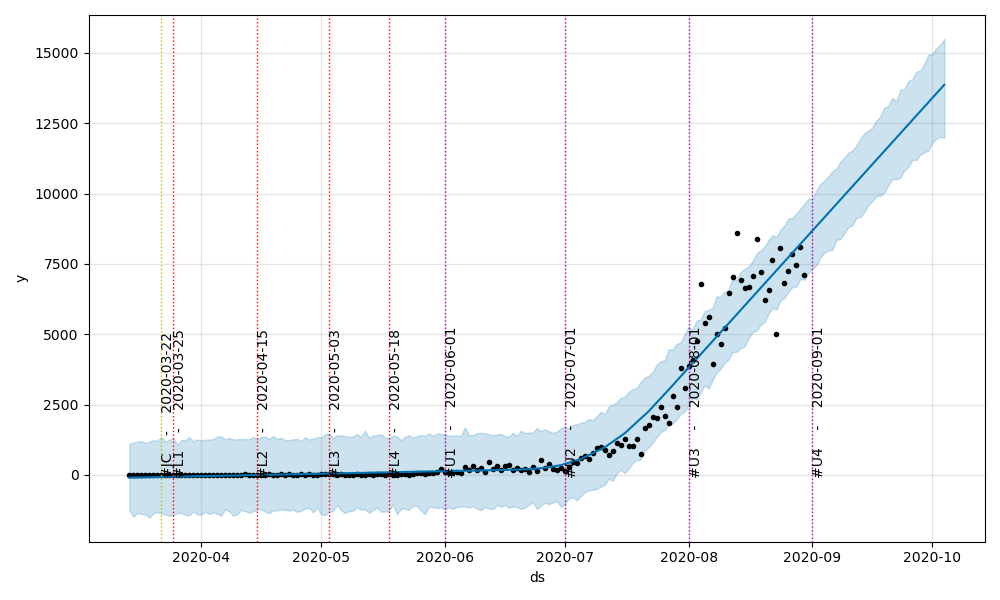 15000
12500
10000
7500
5000
2500
0
y
#JC - 2020-03-22
#L1 - 2020-03-25
#L2 - 2020-04-15
#L3 - 2020-05-03
#L4 - 2020-05-18
#U1 - 2020-06-01
#U2 - 2020-07-01
#U3 - 2020-08-01
#U4 - 2020-09-01
2020-04 2020-05 2020-06 2020-07 2020-08 2020-09 2020-10
ds